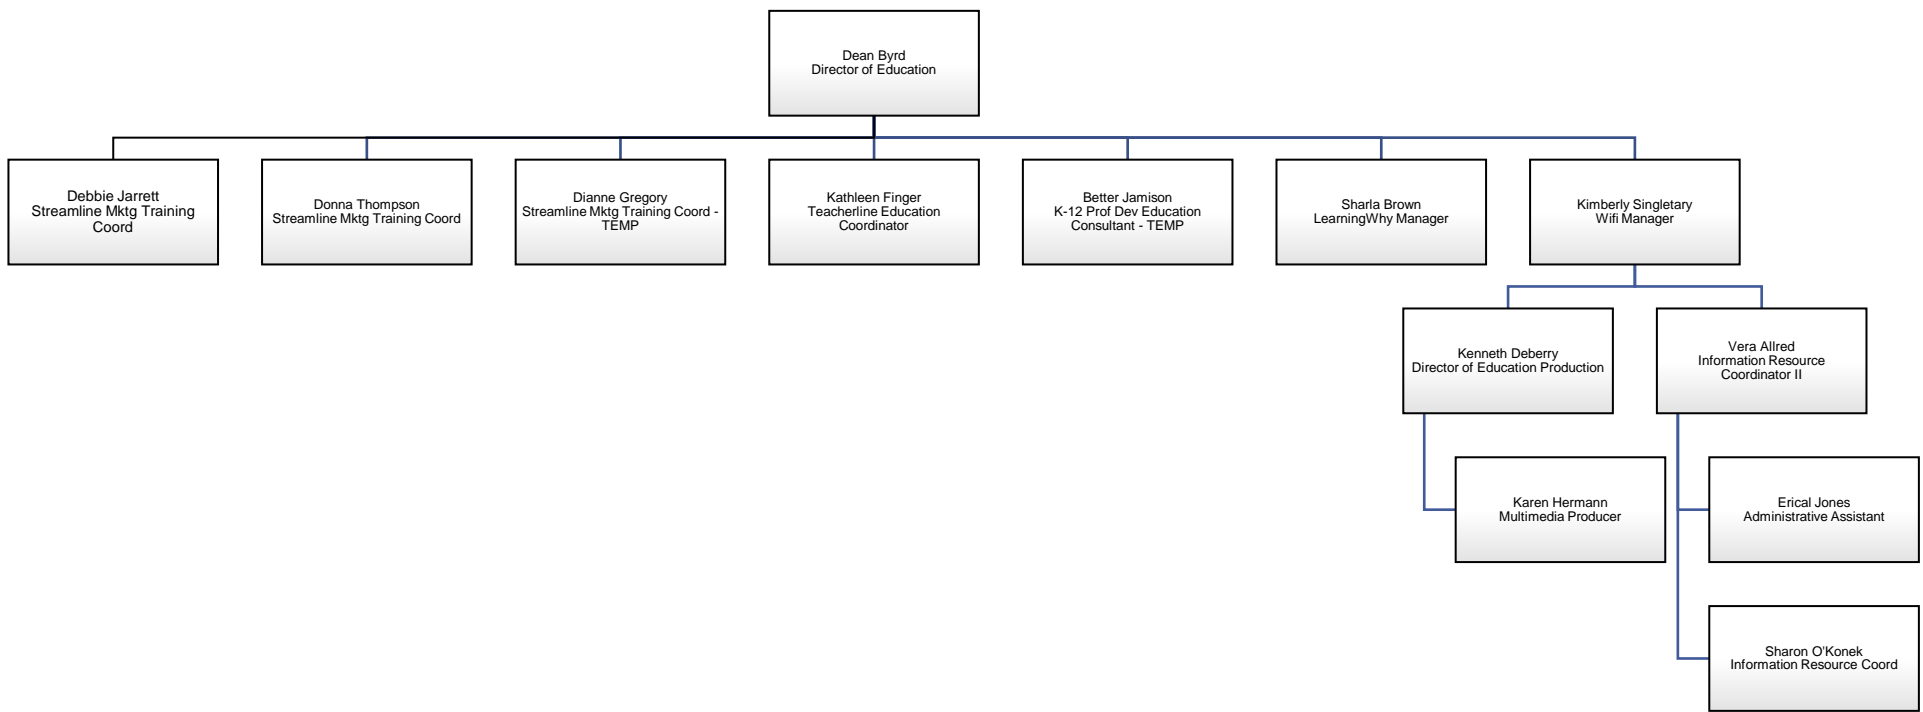 Dean Byrd
Director of Education
Debbie Jarrett
Streamline Mktg Training
Coord
Donna Thompson
Streamline Mktg Training Coord
Dianne Gregory
Streamline Mktg Training Coord -
TEMP
Kathleen Finger
Teacherline Education
Coordinator
Better Jamison
K-12 Prof Dev Education
Consultant - TEMP
Sharla Brown
LearningWhy Manager
Kimberly Singletary
Wifi Manager
Kenneth Deberry
Director of Education Production
Vera Allred
Information Resource
Coordinator II
Karen Hermann
Multimedia Producer
Erical Jones
Administrative Assistant
Sharon O'Konek
Information Resource Coord